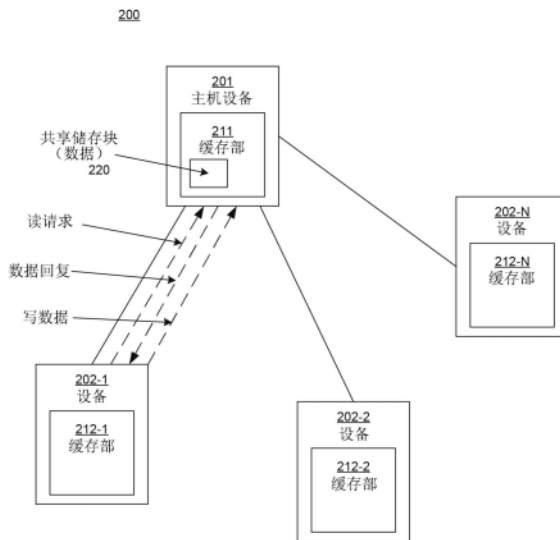 200
201
主机设备
211
缓存部
共享储存块
（数据）
220
读请求
数据回复
写数据
202-N
设备
212-N
缓存部
202-1
设备
212-1
缓存部
202-2
设备
212-2
缓存部